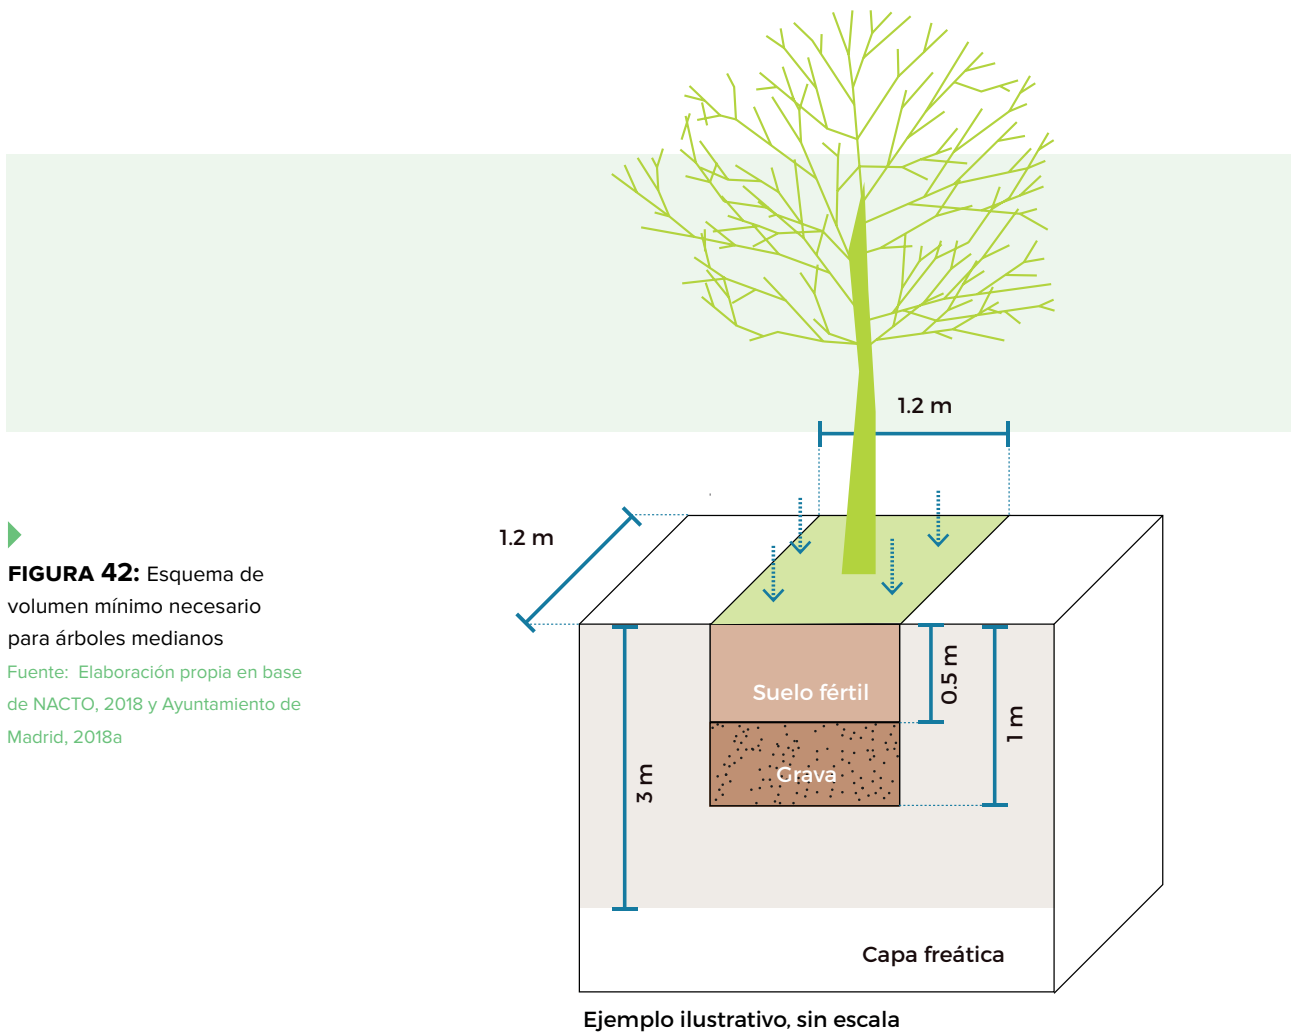 1.2 m
1.2 m
FIGURA 42: Esquema de
volumen mínimo necesario
para árboles medianos
Fuente: Elaboración propia en base
de NACTO, 2018 y Ayuntamiento de
Madrid, 2018a
Suelo fértil
0.5 m
1 m
Grava
3 m
Capa freática
Ejemplo ilustrativo, sin escala